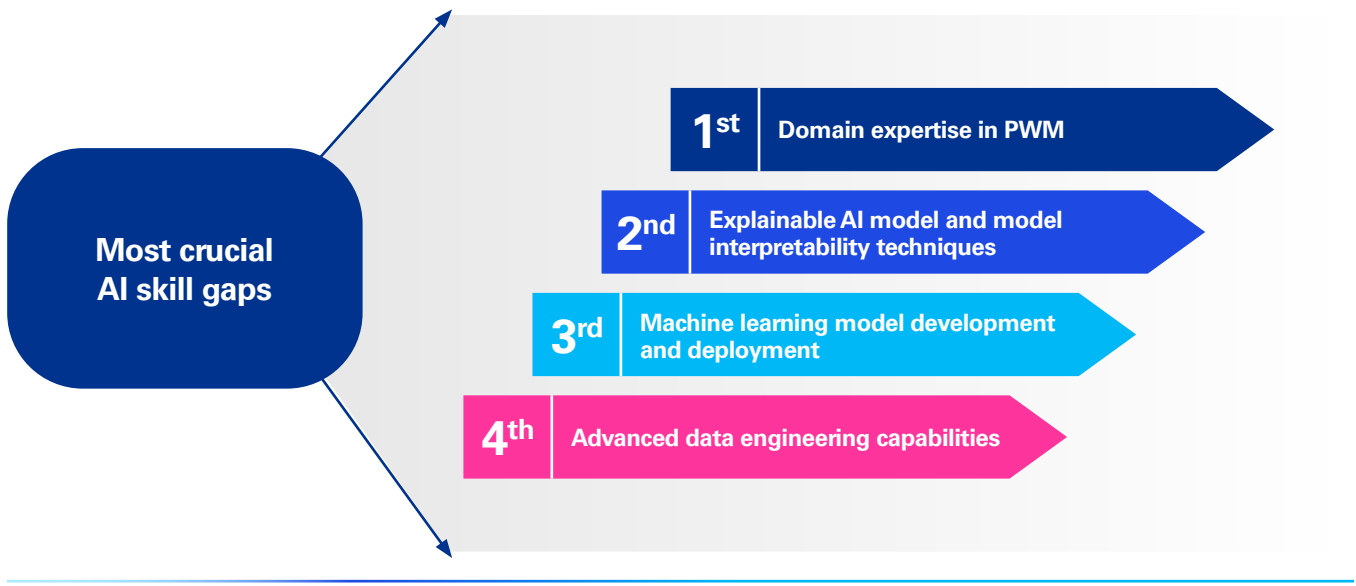 Most crucial
AI skill gaps
1st
Domain expertise in PWM
2nd
Explainable AI model and model
interpretability techniques
3rd
Machine learning model development
and deployment
4th
Advanced data engineering capabilities